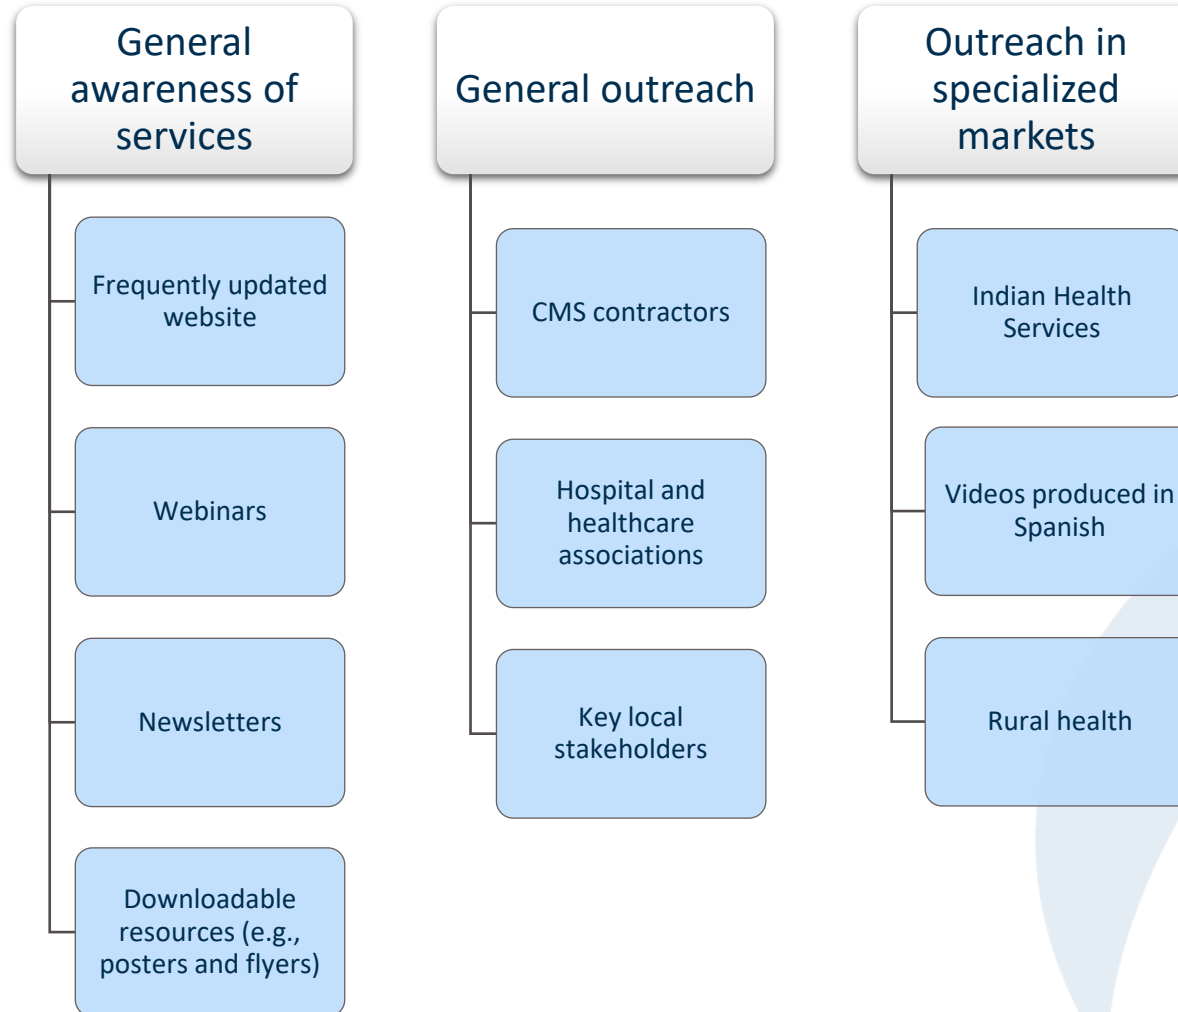 General
awareness of
services
Frequently updated
website
Webinars
Newsletters
Downloadable
resources (e.g.,
posters and flyers)
General outreach
CMS contractors
Hospital and
healthcare
associations
Key local
stakeholders
Outreach in
specialized
markets
Indian Health
Services
Videos produced in
Spanish
Rural health